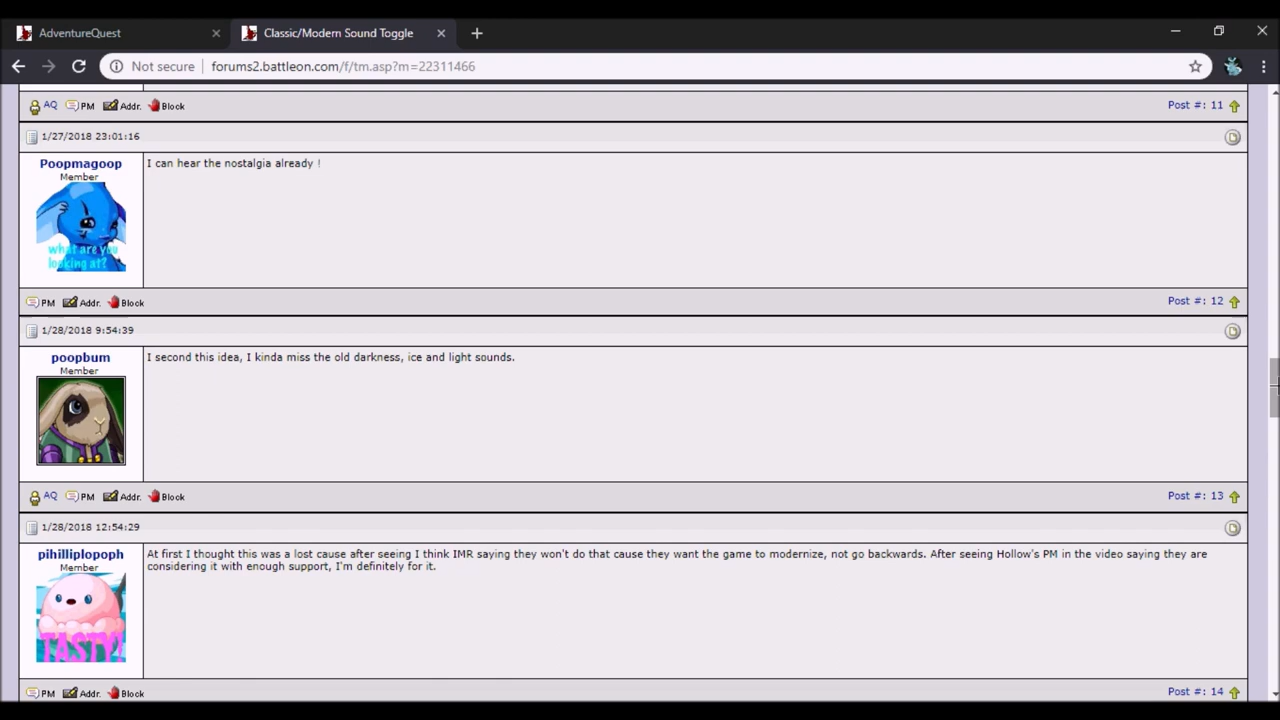 AdventureQuest
Classic/Modern Sound Toggle
Not secure
forums2.battleon.com/f/tm.asp?m=22311466
AQ PM Addr. Block Post #: 11
1/27/2018 23:01:16
Poopmagoop
Member
I can hear the nostalgia already !
what are you
looking at?
PM Addr. Block Post #: 12
1/28/2018 9:54:39
poopbum
Member
I second this idea, I kinda miss the old darkness, ice and light sounds.
AQ PM Addr. Block Post #: 13
1/28/2018 12:54:29
pihilliplopoph
Member
At first I thought this was a lost cause after seeing I think IMR saying they won't do that cause they want the game to modernize, not go backwards. After seeing Hollow's PM in the video saying they are
considering it with enough support, I'm definitely for it.
TASTY!
PM Addr. Block Post #: 14